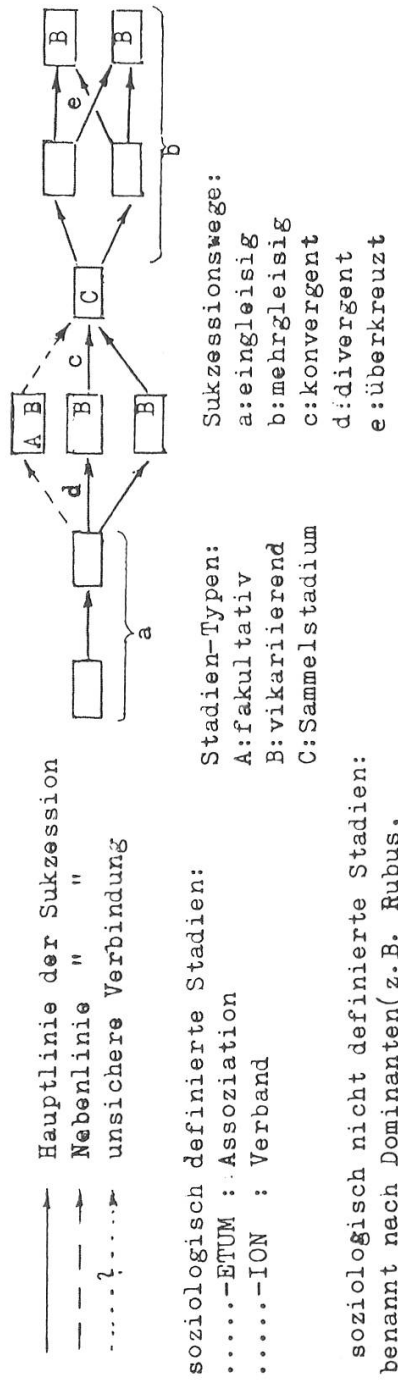 Hauptlinie der Sukzession
Nebenlinie " "
....?....→ unsichere Verbindung
A B
B
B
C
B
B
a
d
c
e
b
soziologisch definierte Stadien:
.....-ETUM : Assoziation
.....-ION : Verband
soziologisch nicht definierte Stadien:
benannt nach Dominanten(z.B. Rubus,
Stadien-Typen:
A:fakultativ
B:vikariierend
C:Sammelstadium
Sukzessionswege:
a:eingleisig
b:mehrgleisig
c:konvergent
d:divergent
e:überkreuzt